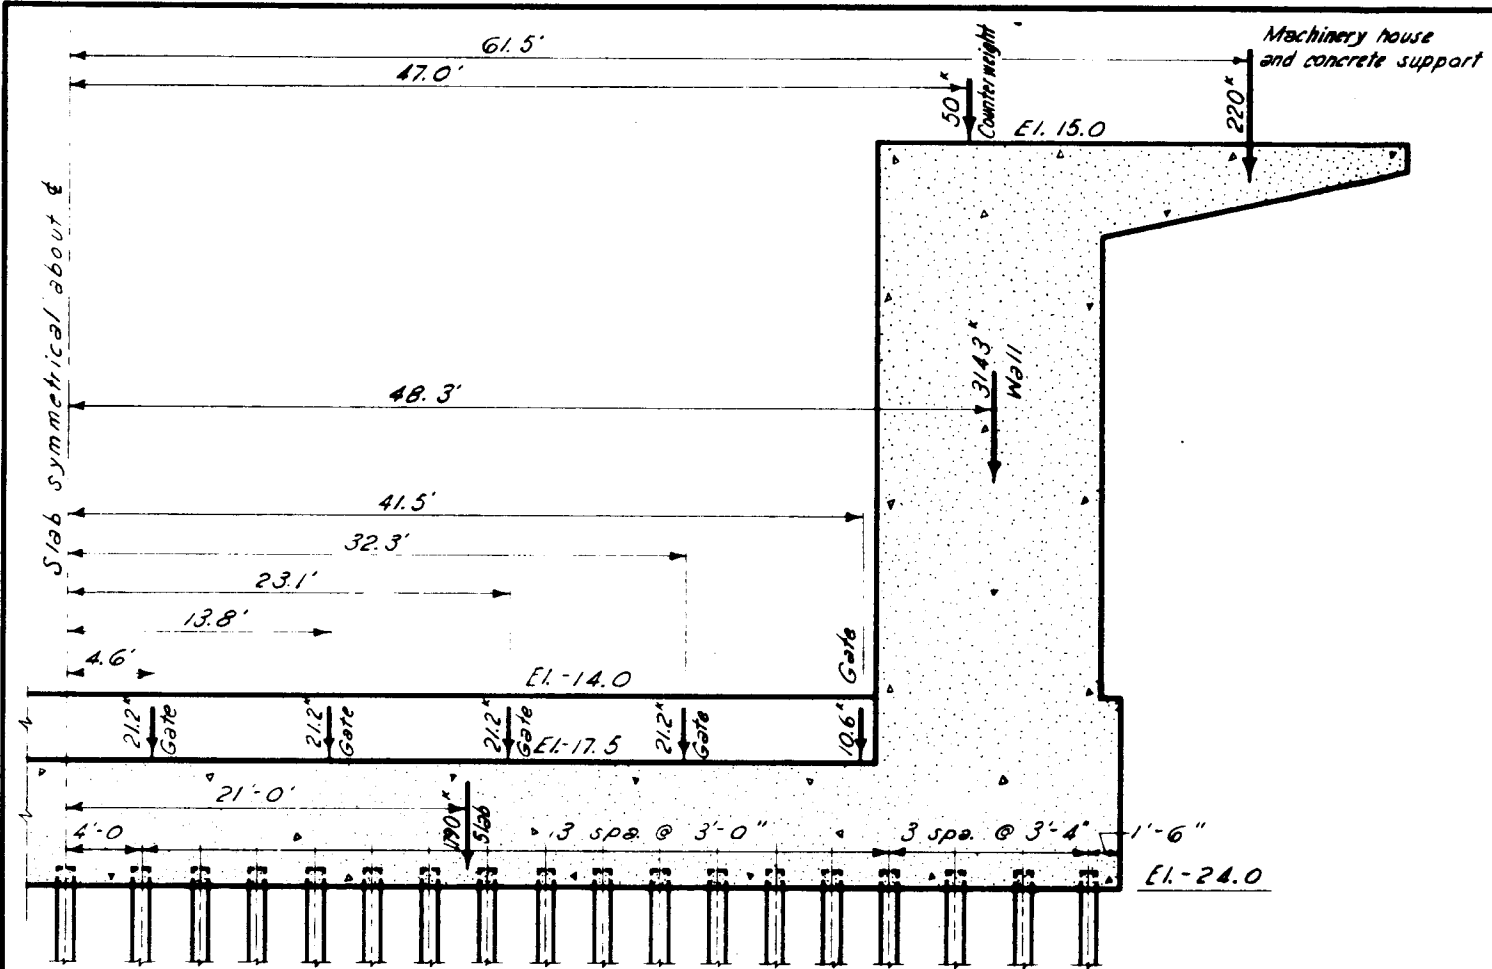 61.5'
47.0'
Machinery house
and concrete support
50ᴷ
Counterweight
220ᴷ
El. 15.0
Slab symmetrical about ℄
48.3'
3143ᴷ
Wall
41.5'
32.3'
23.1'
13.8'
4.6'
Gate
El. -14.0
21.2ᴷ
Gate
21.2ᴷ
Gate
21.2ᴷ
Gate
21.2ᴷ
Gate
10.6ᴷ
El.-17.5
21'-0"
1190ᴷ
Slab
4'-0
13 spa. @ 3'-0"
3 spa. @ 3'-4"
1'-6"
El.-24.0